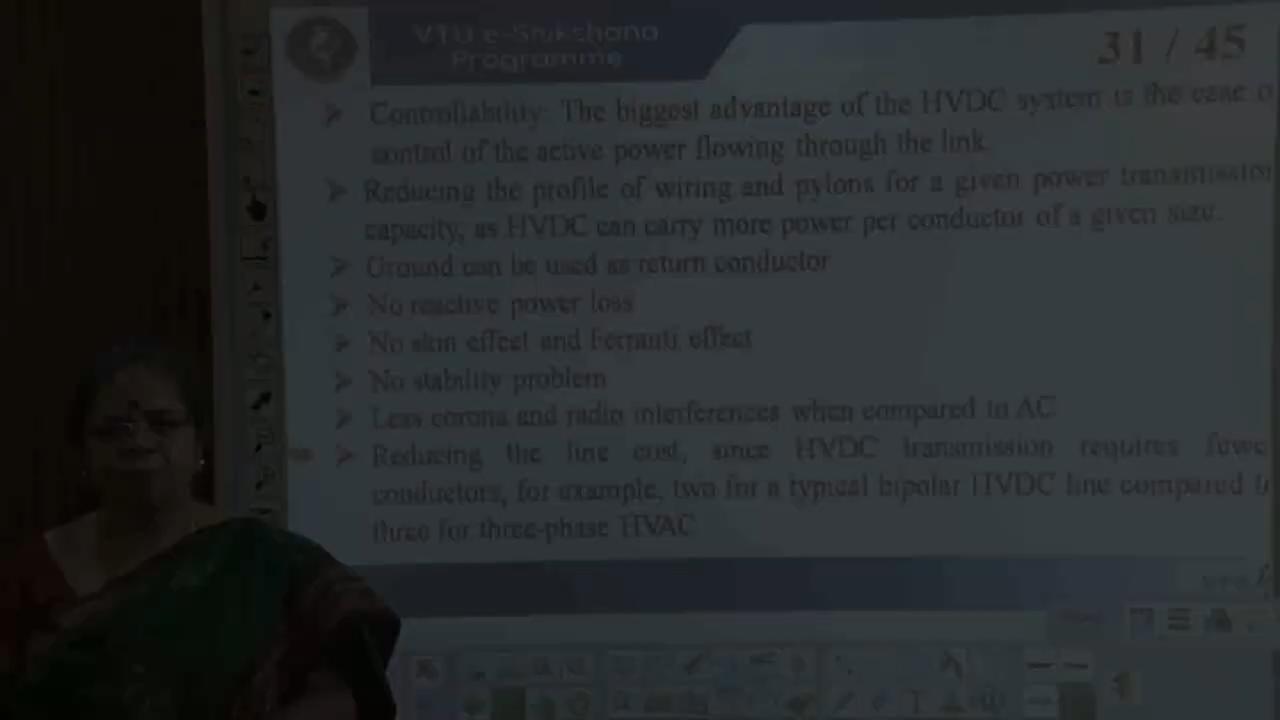 VTU e-Shikshana
Programme
31 / 45
➢ Controllability: The biggest advantage of the HVDC system is the ease o
control of the active power flowing through the link.
➢ Reducing the profile of wiring and pylons for a given power transmission
capacity, as HVDC can carry more power per conductor of a given size.
➢ Ground can be used as return conductor
➢ No reactive power loss
➢ No skin effect and Ferranti effect
➢ No stability problem
➢ Less corona and radio interferences when compared to AC
➢ Reducing the line cost, since HVDC transmission requires fewe
conductors, for example, two for a typical bipolar HVDC line compared t
three for three-phase HVAC